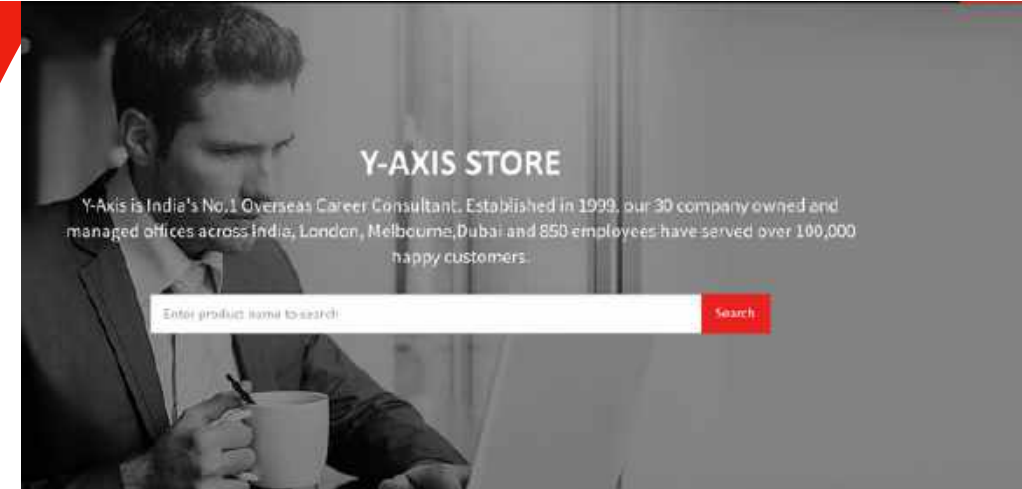 Y-AXIS STORE
Y-Axis is India's No.1 Overseas Career Consultant. Established in 1999, our 30 company owned and
managed offices across India, London, Melbourne,Dubai and 850 employees have served over 100,000
happy customers.
Enter product name to search
Search